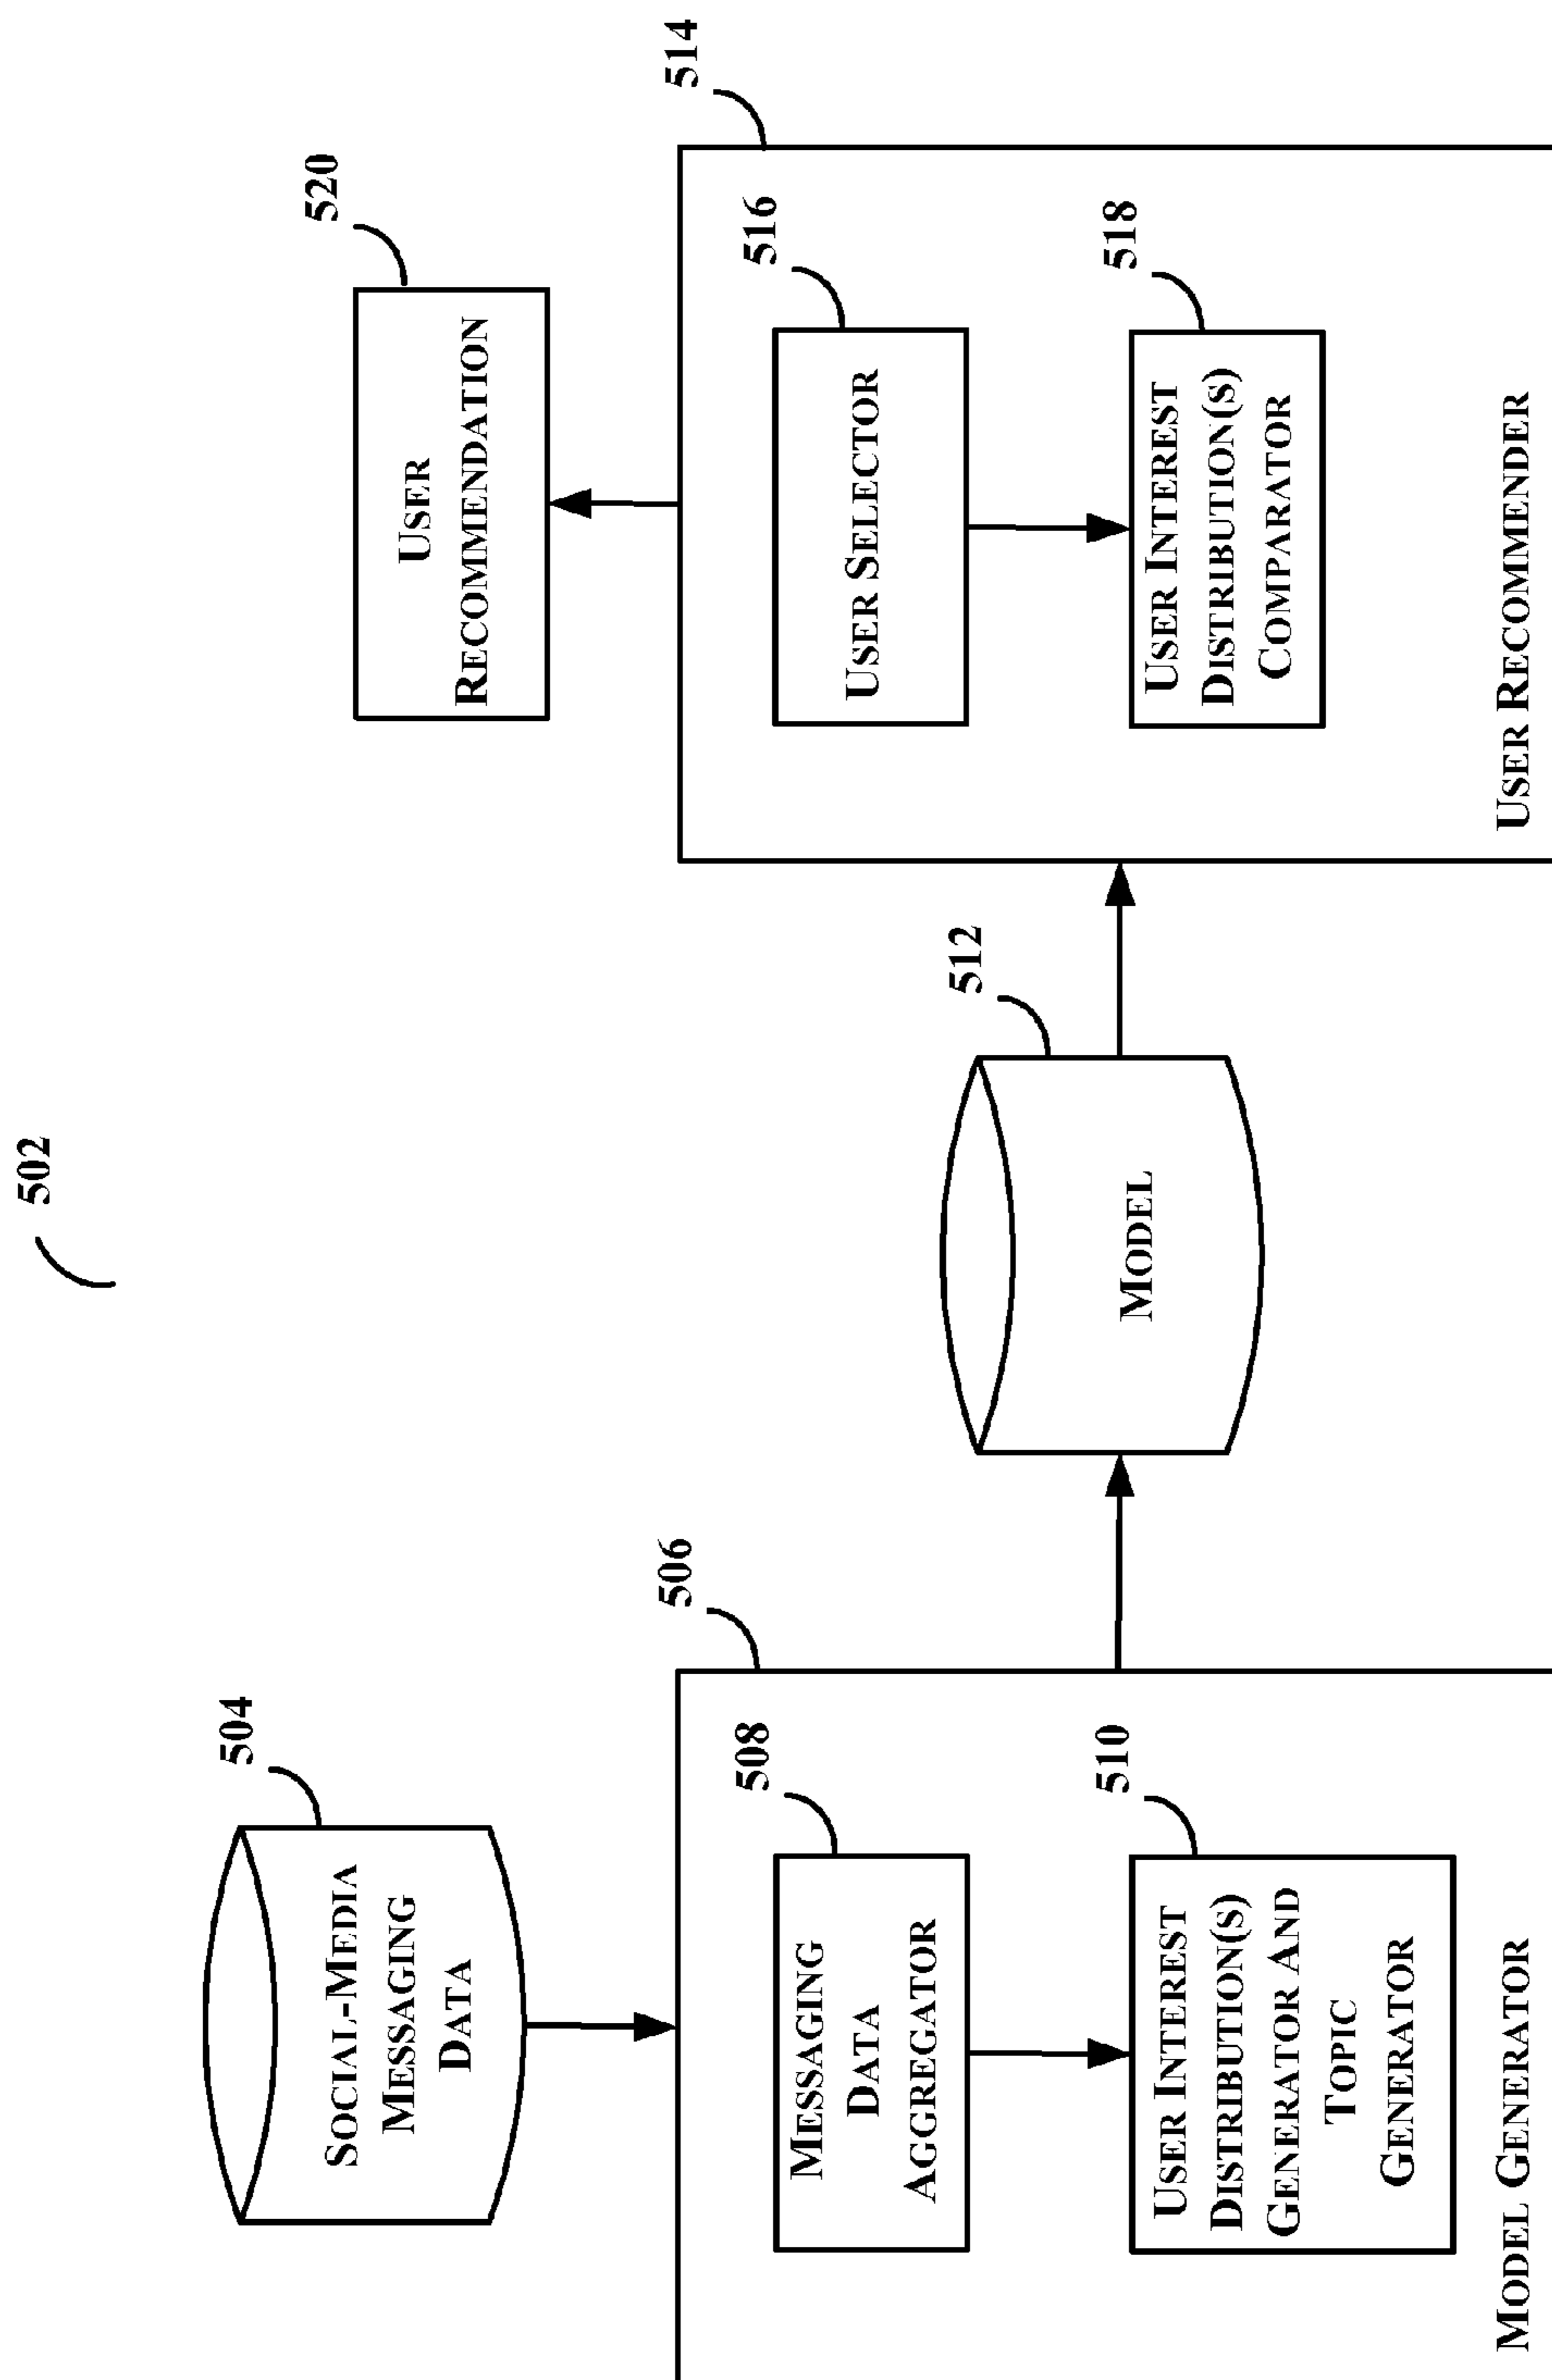 502
504
SOCIAL-MEDIA
MESSAGING
DATA
506
508
MESSAGING
DATA
AGGREGATOR
510
USER INTEREST
DISTRIBUTION(S)
GENERATOR AND
TOPIC
GENERATOR
MODEL GENERATOR
512
MODEL
520
USER
RECOMMENDATION
514
516
USER SELECTOR
518
USER INTEREST
DISTRIBUTION(S)
COMPARATOR
USER RECOMMENDER